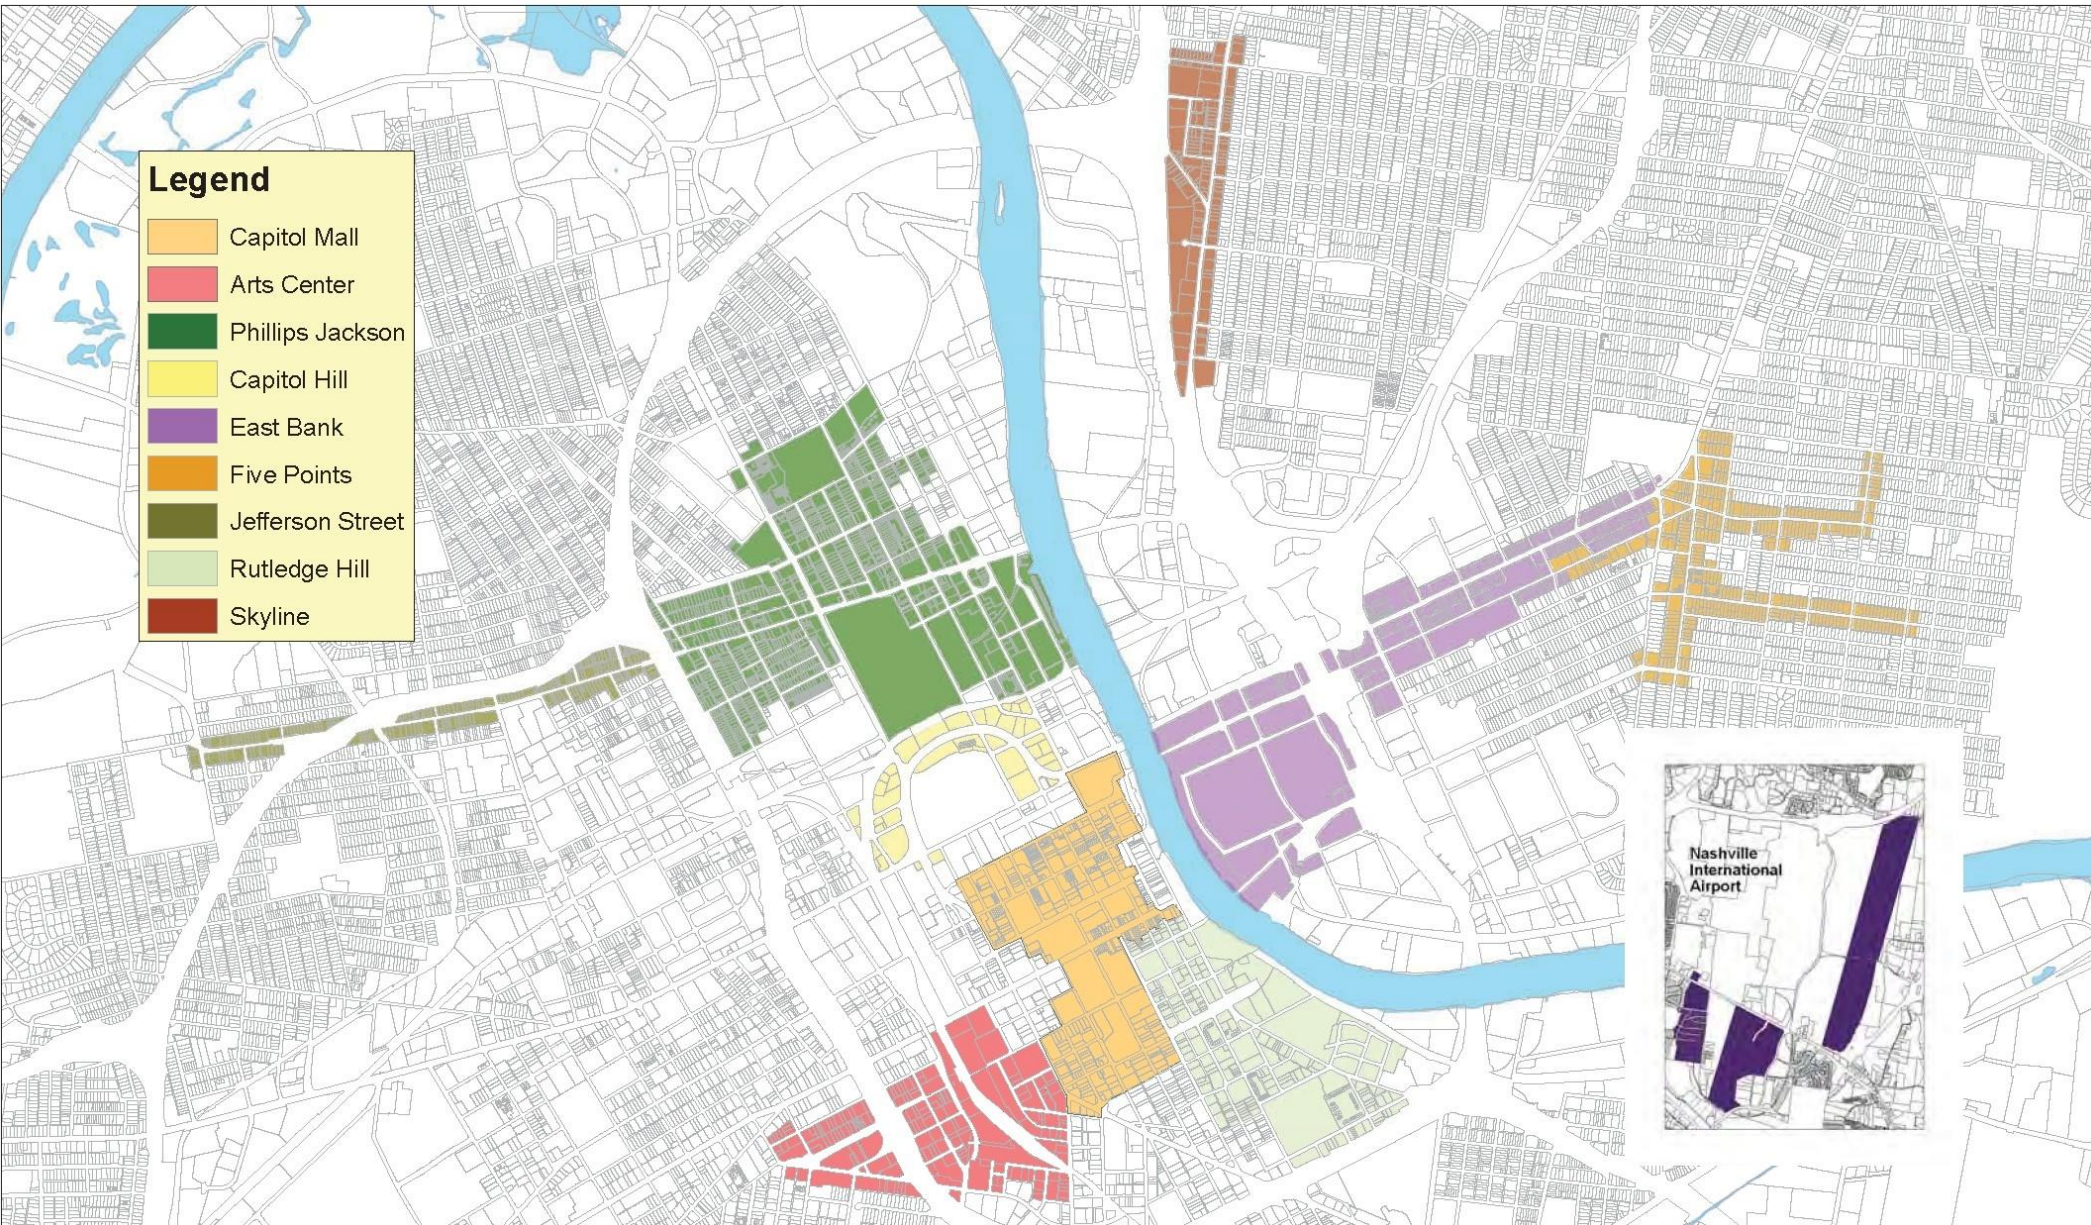 Legend
Capitol Mall
Arts Center
Phillips Jackson
Capitol Hill
East Bank
Five Points
Jefferson Street
Rutledge Hill
Skyline
Nashville
International
Airport